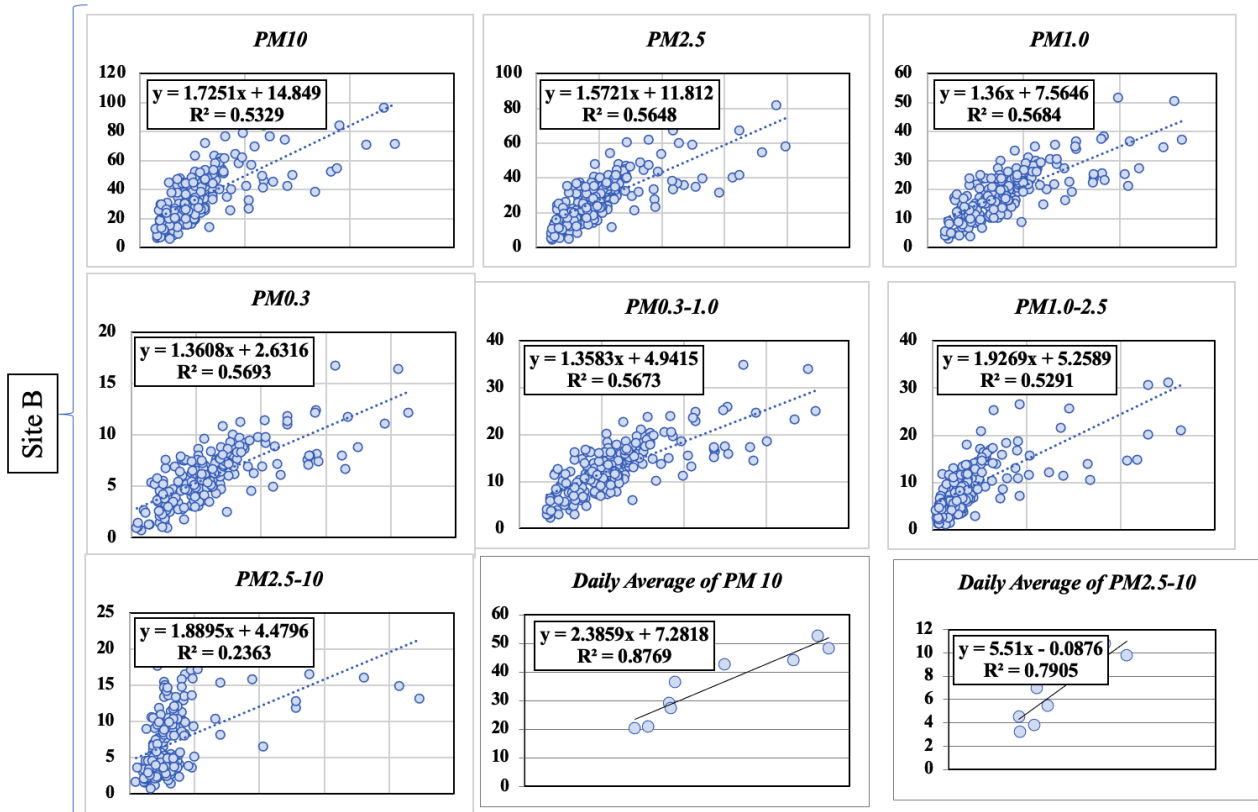 Site B
PM10
120
100
80
60
40
20
0
y = 1.7251x + 14.849
R² = 0.5329
PM2.5
100
80
60
40
20
0
y = 1.5721x + 11.812
R² = 0.5648
PM1.0
60
50
40
30
20
10
0
y = 1.36x + 7.5646
R² = 0.5684
PM0.3
20
15
10
5
0
y = 1.3608x + 2.6316
R² = 0.5693
PM0.3-1.0
40
30
20
10
0
y = 1.3583x + 4.9415
R² = 0.5673
PM1.0-2.5
40
30
20
10
0
y = 1.9269x + 5.2589
R² = 0.5291
PM2.5-10
25
20
15
10
5
0
y = 1.8895x + 4.4796
R² = 0.2363
Daily Average of PM 10
60
50
40
30
20
10
0
y = 2.3859x + 7.2818
R² = 0.8769
Daily Average of PM2.5-10
12
10
8
6
4
2
0
y = 5.51x - 0.0876
R² = 0.7905